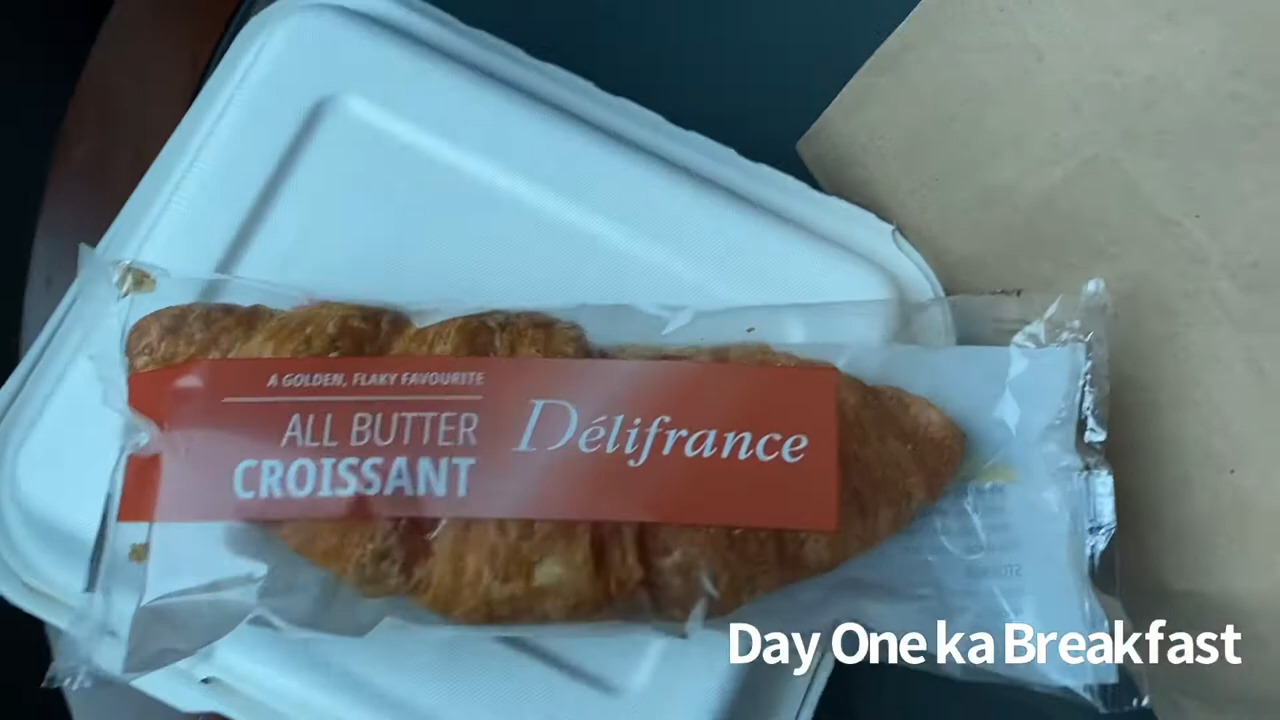 A GOLDEN, FLAKY FAVOURITE
ALL BUTTER
CROISSANT
Délifrance
Day One ka Breakfast